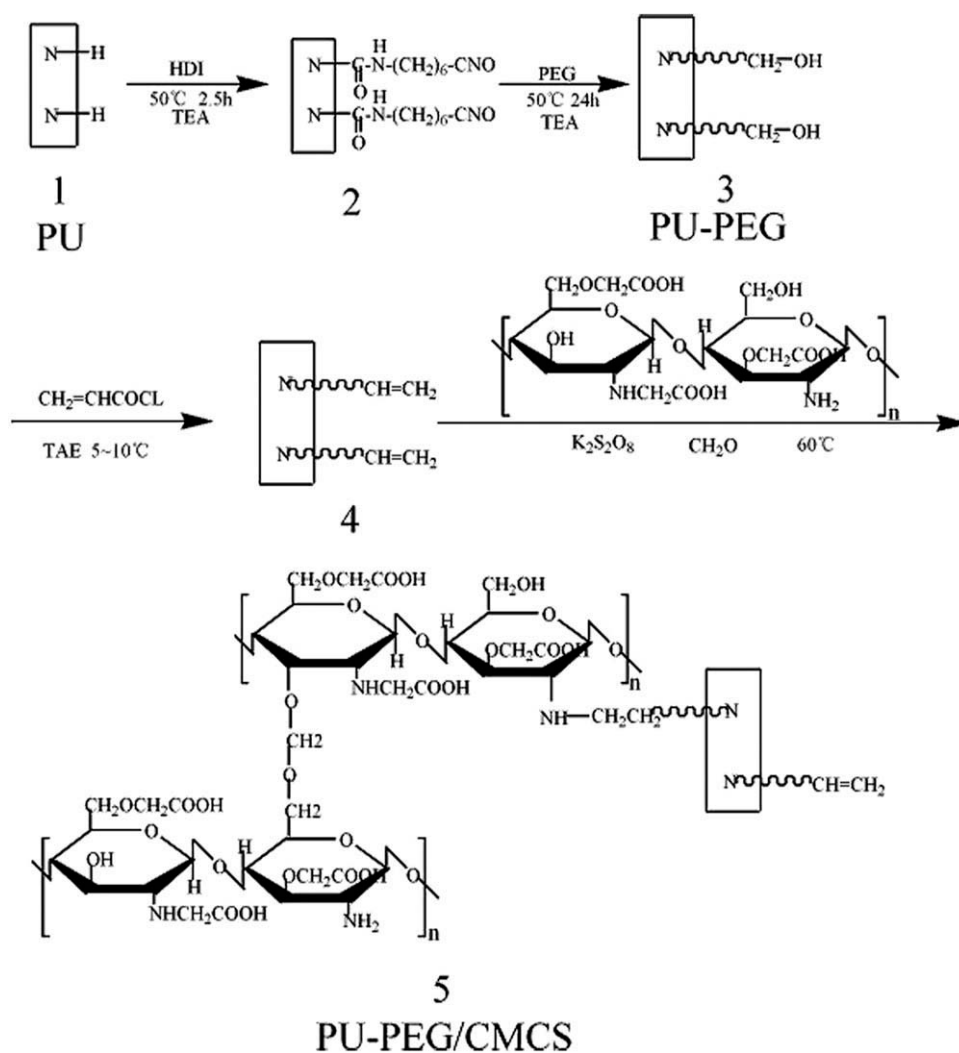 N-H
N-H
1
PU
HDI
50℃ 2.5h
TEA
N-C-N-(CH2)6-CNO
O H
N-C-N-(CH2)6-CNO
O H
2
PEG
50℃ 24h
TEA
N CH2-OH
N CH2-OH
3
PU-PEG
CH2=CHCOCL
TAE 5~10℃
N CH=CH2
N CH=CH2
4
CH2OCH2COOH CH2OH
O O
OH H O H OCH2COOH O
NHCH2COOH NH2 n
K2S2O8 CH2O 60℃
CH2OCH2COOH CH2OH
O O
H O H OCH2COOH O
NHCH2COOH n
NH-CH2CH2 N
N CH=CH2
O
CH2
O
CH2OCH2COOH CH2
O O
OH H O H OCH2COOH O
NHCH2COOH NH2 n
5
PU-PEG/CMCS